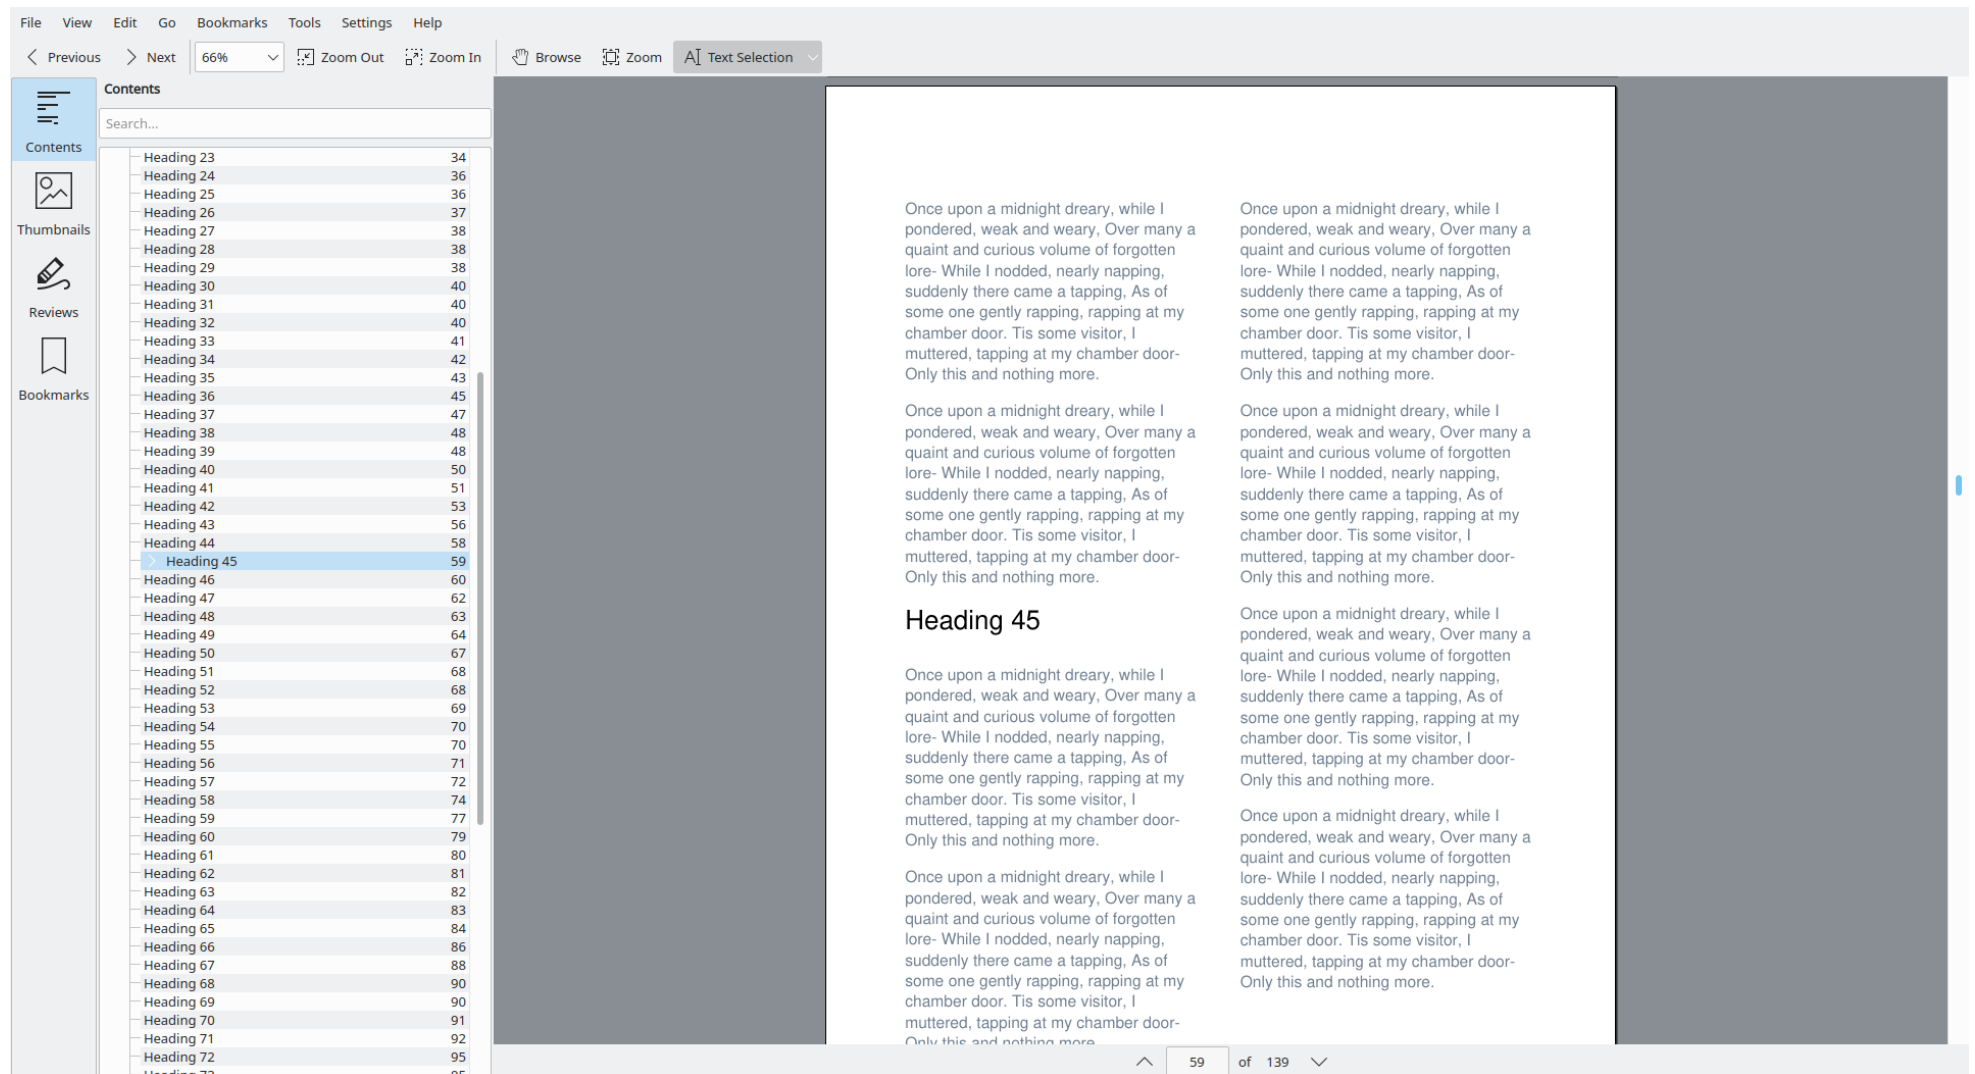 File View Edit Go Bookmarks Tools Settings Help
Previous Next 66% Zoom Out Zoom In Browse Zoom Text Selection
Contents
Thumbnails
Reviews
Bookmarks
Contents
Search...
Heading 23 34
Heading 24 36
Heading 25 36
Heading 26 37
Heading 27 38
Heading 28 38
Heading 29 38
Heading 30 40
Heading 31 40
Heading 32 40
Heading 33 41
Heading 34 42
Heading 35 43
Heading 36 45
Heading 37 47
Heading 38 48
Heading 39 48
Heading 40 50
Heading 41 51
Heading 42 53
Heading 43 56
Heading 44 58
Heading 45 59
Heading 46 60
Heading 47 62
Heading 48 63
Heading 49 64
Heading 50 67
Heading 51 68
Heading 52 68
Heading 53 69
Heading 54 70
Heading 55 70
Heading 56 71
Heading 57 72
Heading 58 74
Heading 59 77
Heading 60 79
Heading 61 80
Heading 62 81
Heading 63 82
Heading 64 83
Heading 65 84
Heading 66 86
Heading 67 88
Heading 68 90
Heading 69 90
Heading 70 91
Heading 71 92
Heading 72 95
Once upon a midnight dreary, while I
pondered, weak and weary, Over many a
quaint and curious volume of forgotten
lore- While I nodded, nearly napping,
suddenly there came a tapping, As of
some one gently rapping, rapping at my
chamber door. Tis some visitor, I
muttered, tapping at my chamber door-
Only this and nothing more.
Once upon a midnight dreary, while I
pondered, weak and weary, Over many a
quaint and curious volume of forgotten
lore- While I nodded, nearly napping,
suddenly there came a tapping, As of
some one gently rapping, rapping at my
chamber door. Tis some visitor, I
muttered, tapping at my chamber door-
Only this and nothing more.
Heading 45
Once upon a midnight dreary, while I
pondered, weak and weary, Over many a
quaint and curious volume of forgotten
lore- While I nodded, nearly napping,
suddenly there came a tapping, As of
some one gently rapping, rapping at my
chamber door. Tis some visitor, I
muttered, tapping at my chamber door-
Only this and nothing more.
Once upon a midnight dreary, while I
pondered, weak and weary, Over many a
quaint and curious volume of forgotten
lore- While I nodded, nearly napping,
suddenly there came a tapping, As of
some one gently rapping, rapping at my
chamber door. Tis some visitor, I
muttered, tapping at my chamber door-
Only this and nothing more.
Once upon a midnight dreary, while I
pondered, weak and weary, Over many a
quaint and curious volume of forgotten
lore- While I nodded, nearly napping,
suddenly there came a tapping, As of
some one gently rapping, rapping at my
chamber door. Tis some visitor, I
muttered, tapping at my chamber door-
Only this and nothing more.
Once upon a midnight dreary, while I
pondered, weak and weary, Over many a
quaint and curious volume of forgotten
lore- While I nodded, nearly napping,
suddenly there came a tapping, As of
some one gently rapping, rapping at my
chamber door. Tis some visitor, I
muttered, tapping at my chamber door-
Only this and nothing more.
Once upon a midnight dreary, while I
pondered, weak and weary, Over many a
quaint and curious volume of forgotten
lore- While I nodded, nearly napping,
suddenly there came a tapping, As of
some one gently rapping, rapping at my
chamber door. Tis some visitor, I
muttered, tapping at my chamber door-
Only this and nothing more.
Once upon a midnight dreary, while I
pondered, weak and weary, Over many a
quaint and curious volume of forgotten
lore- While I nodded, nearly napping,
suddenly there came a tapping, As of
some one gently rapping, rapping at my
chamber door. Tis some visitor, I
muttered, tapping at my chamber door-
Only this and nothing more.
59 of 139